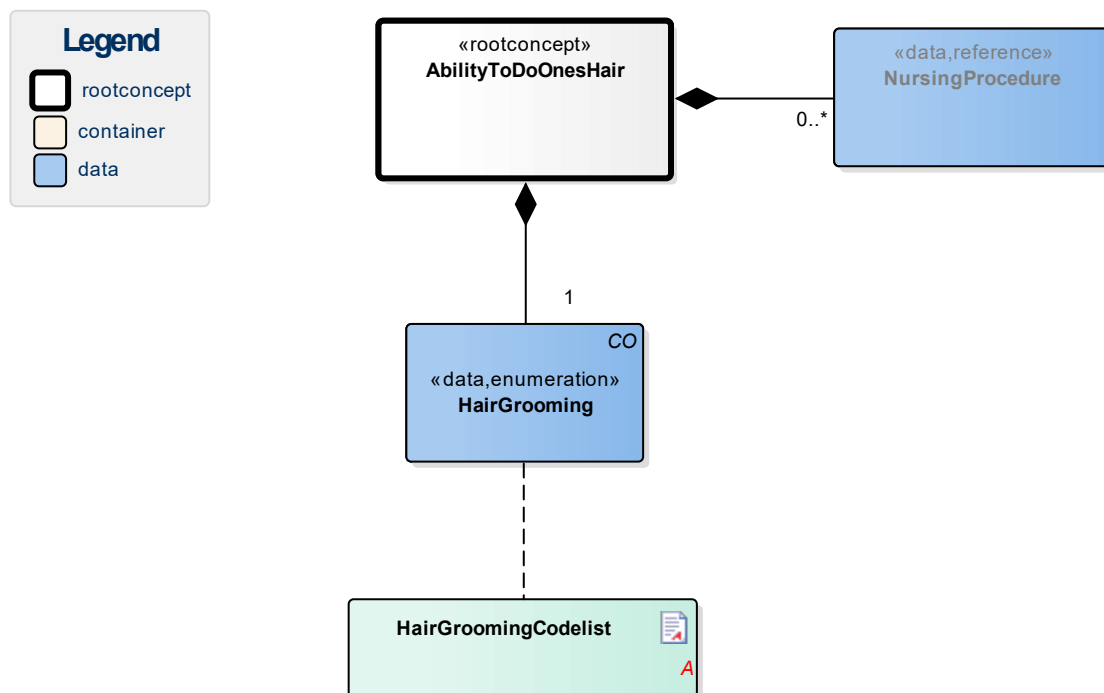 Legend
rootconcept
container
data
«rootconcept»
AbilityToDoOnesHair
«data,reference»
NursingProcedure
0..*
1
CO
«data,enumeration»
HairGrooming
HairGroomingCodelist
A